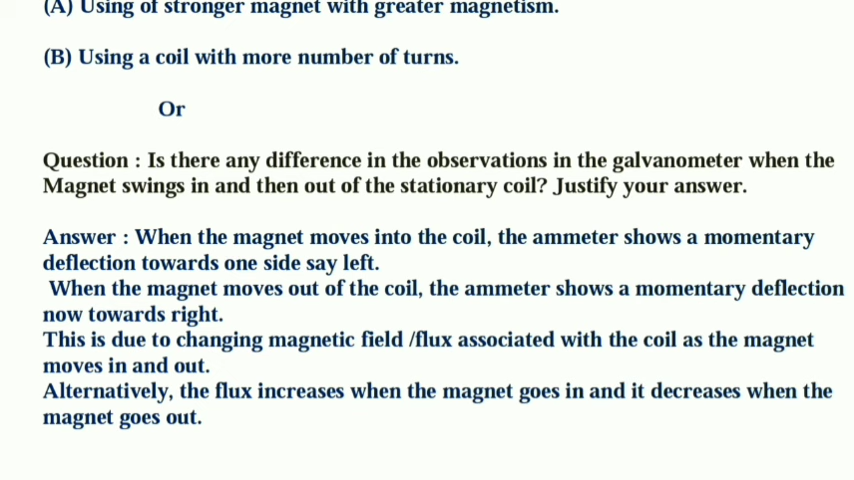 (A) Using of stronger magnet with greater magnetism.
(B) Using a coil with more number of turns.
Or
Question : Is there any difference in the observations in the galvanometer when the
Magnet swings in and then out of the stationary coil? Justify your answer.
Answer : When the magnet moves into the coil, the ammeter shows a momentary
deflection towards one side say left.
When the magnet moves out of the coil, the ammeter shows a momentary deflection
now towards right.
This is due to changing magnetic field /flux associated with the coil as the magnet
moves in and out.
Alternatively, the flux increases when the magnet goes in and it decreases when the
magnet goes out.